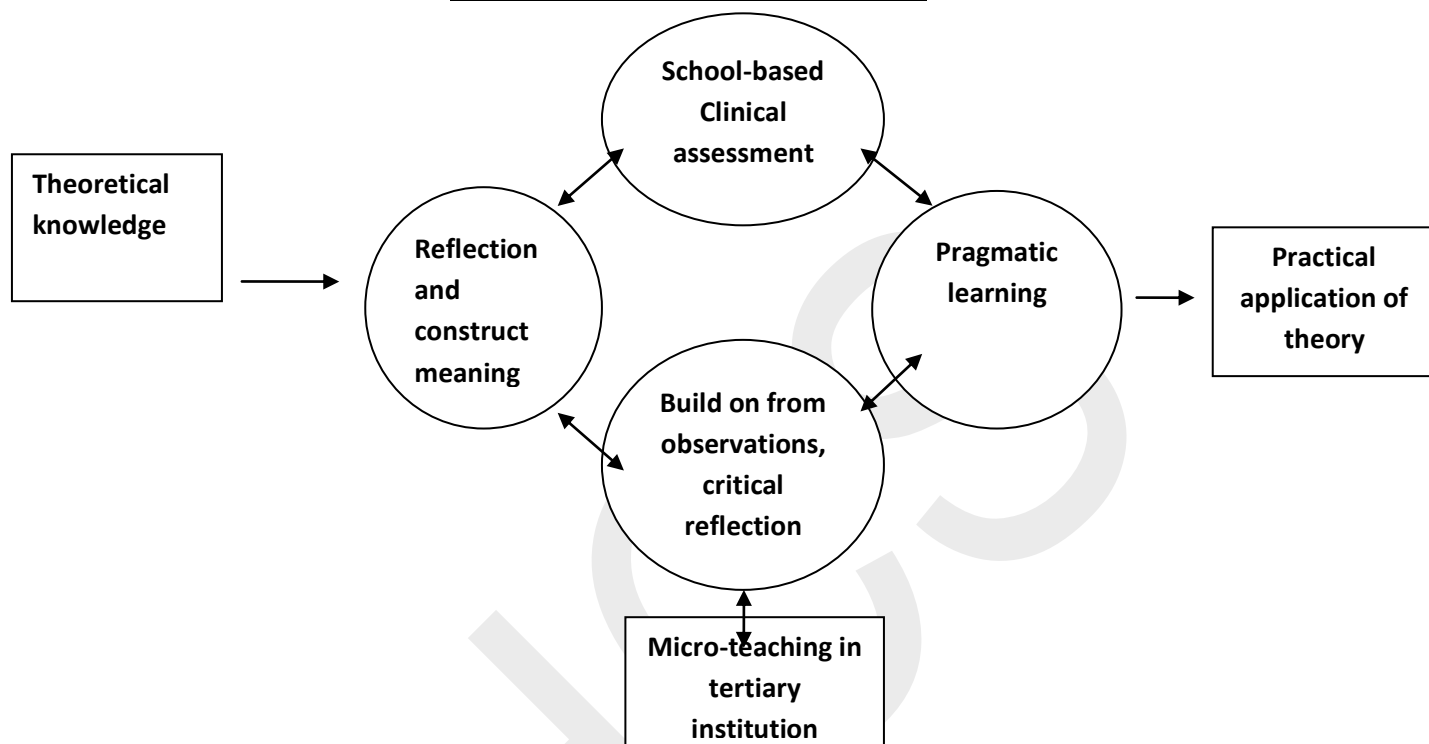 School-based
Clinical
assessment
Theoretical
knowledge
Reflection
and
construct
meaning
Pragmatic
learning
Practical
application of
theory
Build on from
observations,
critical
reflection
Micro-teaching in
tertiary
institution